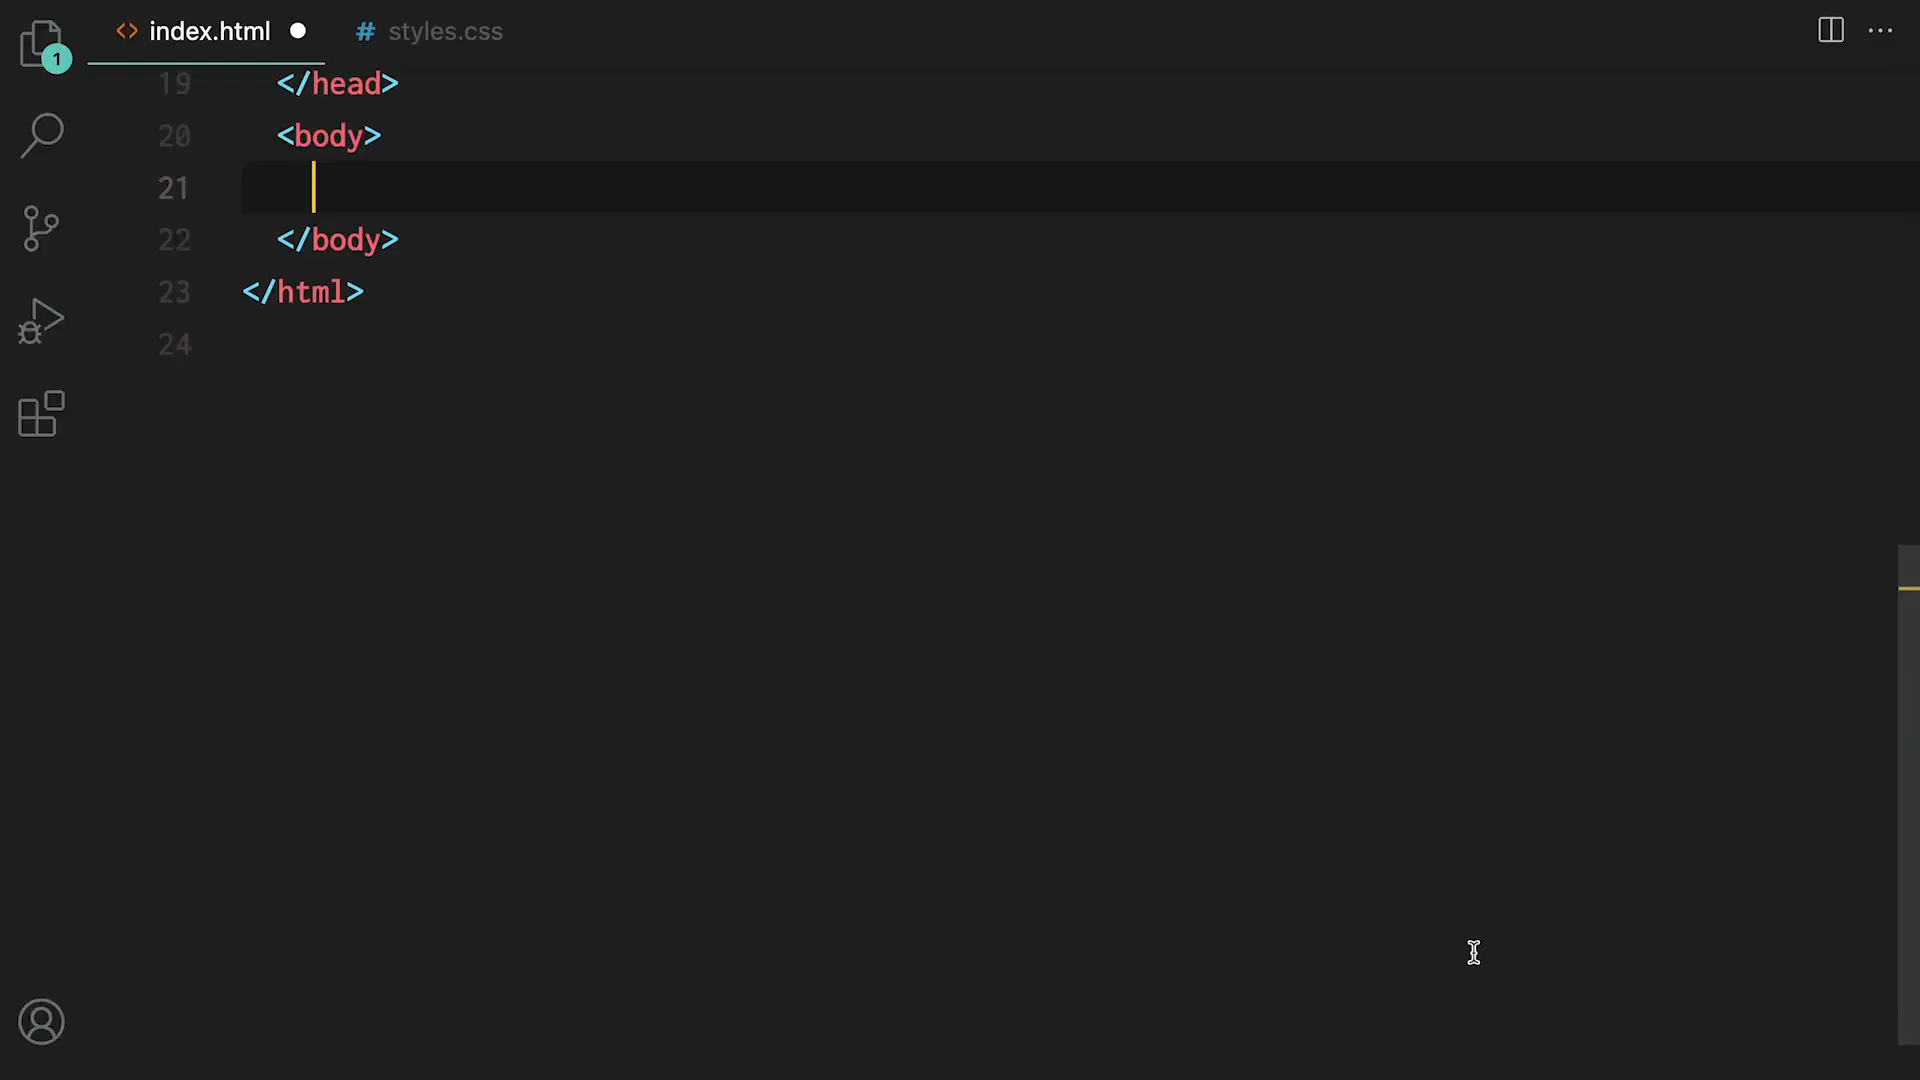 <> index.html # styles.css
1
19 </head>
20 <body>
21
22 </body>
23 </html>
24